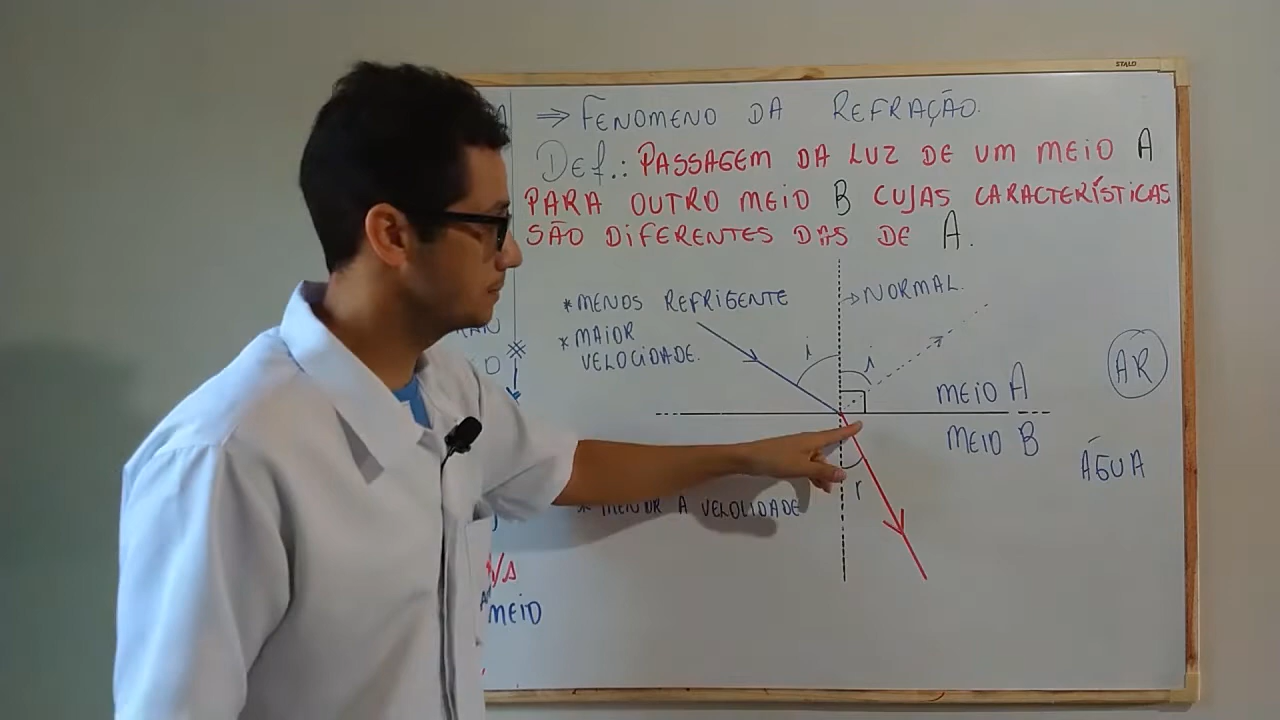 STALO
⇒ FENOMENO DA REFRAÇÃO.
DEF.: PASSAGEM DA LUZ DE UM MEIO A
PARA OUTRO MEIO B CUJAS CARACTERÍSTICAS
SÃO DIFERENTES DAS DE A.
* MENOS REFRIGENTE
* MAIOR
VELOCIDADE.
→ NORMAL.
i
i
AR
MEIO A
MEIO B
ÁGUA
r
* MENOR A VELOCIDADE
MEIO